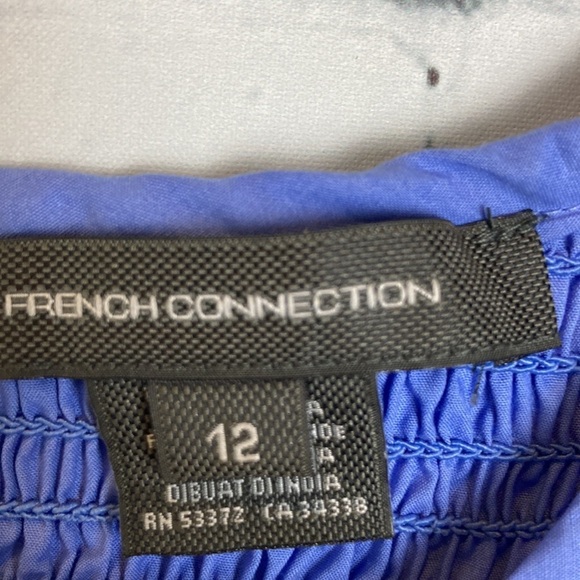 FRENCH CONNECTION
12
DIBUAT DI INDIA
RN 53372 CA 34338